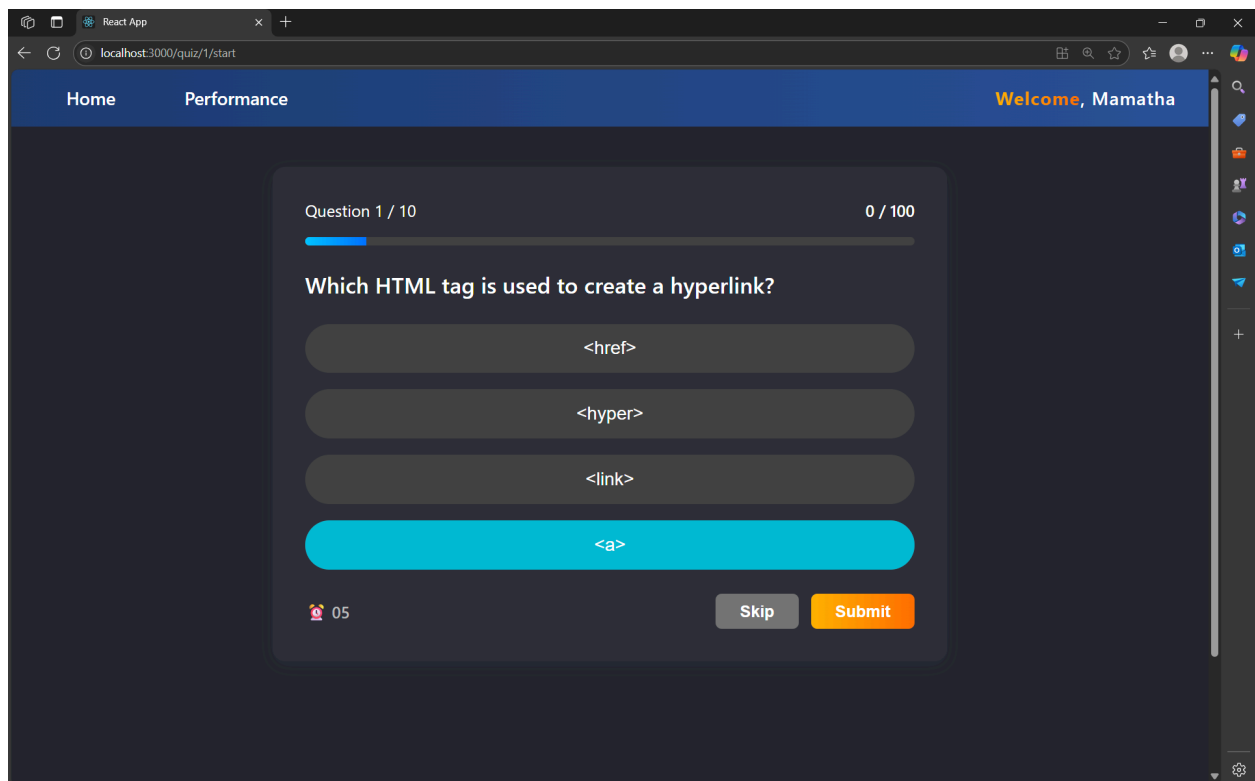 React App
localhost:3000/quiz/1/start
Home Performance Welcome, Mamatha
Question 1 / 10 0 / 100
Which HTML tag is used to create a hyperlink?
<href>
<hyper>
<link>
<a>
05 Skip Submit